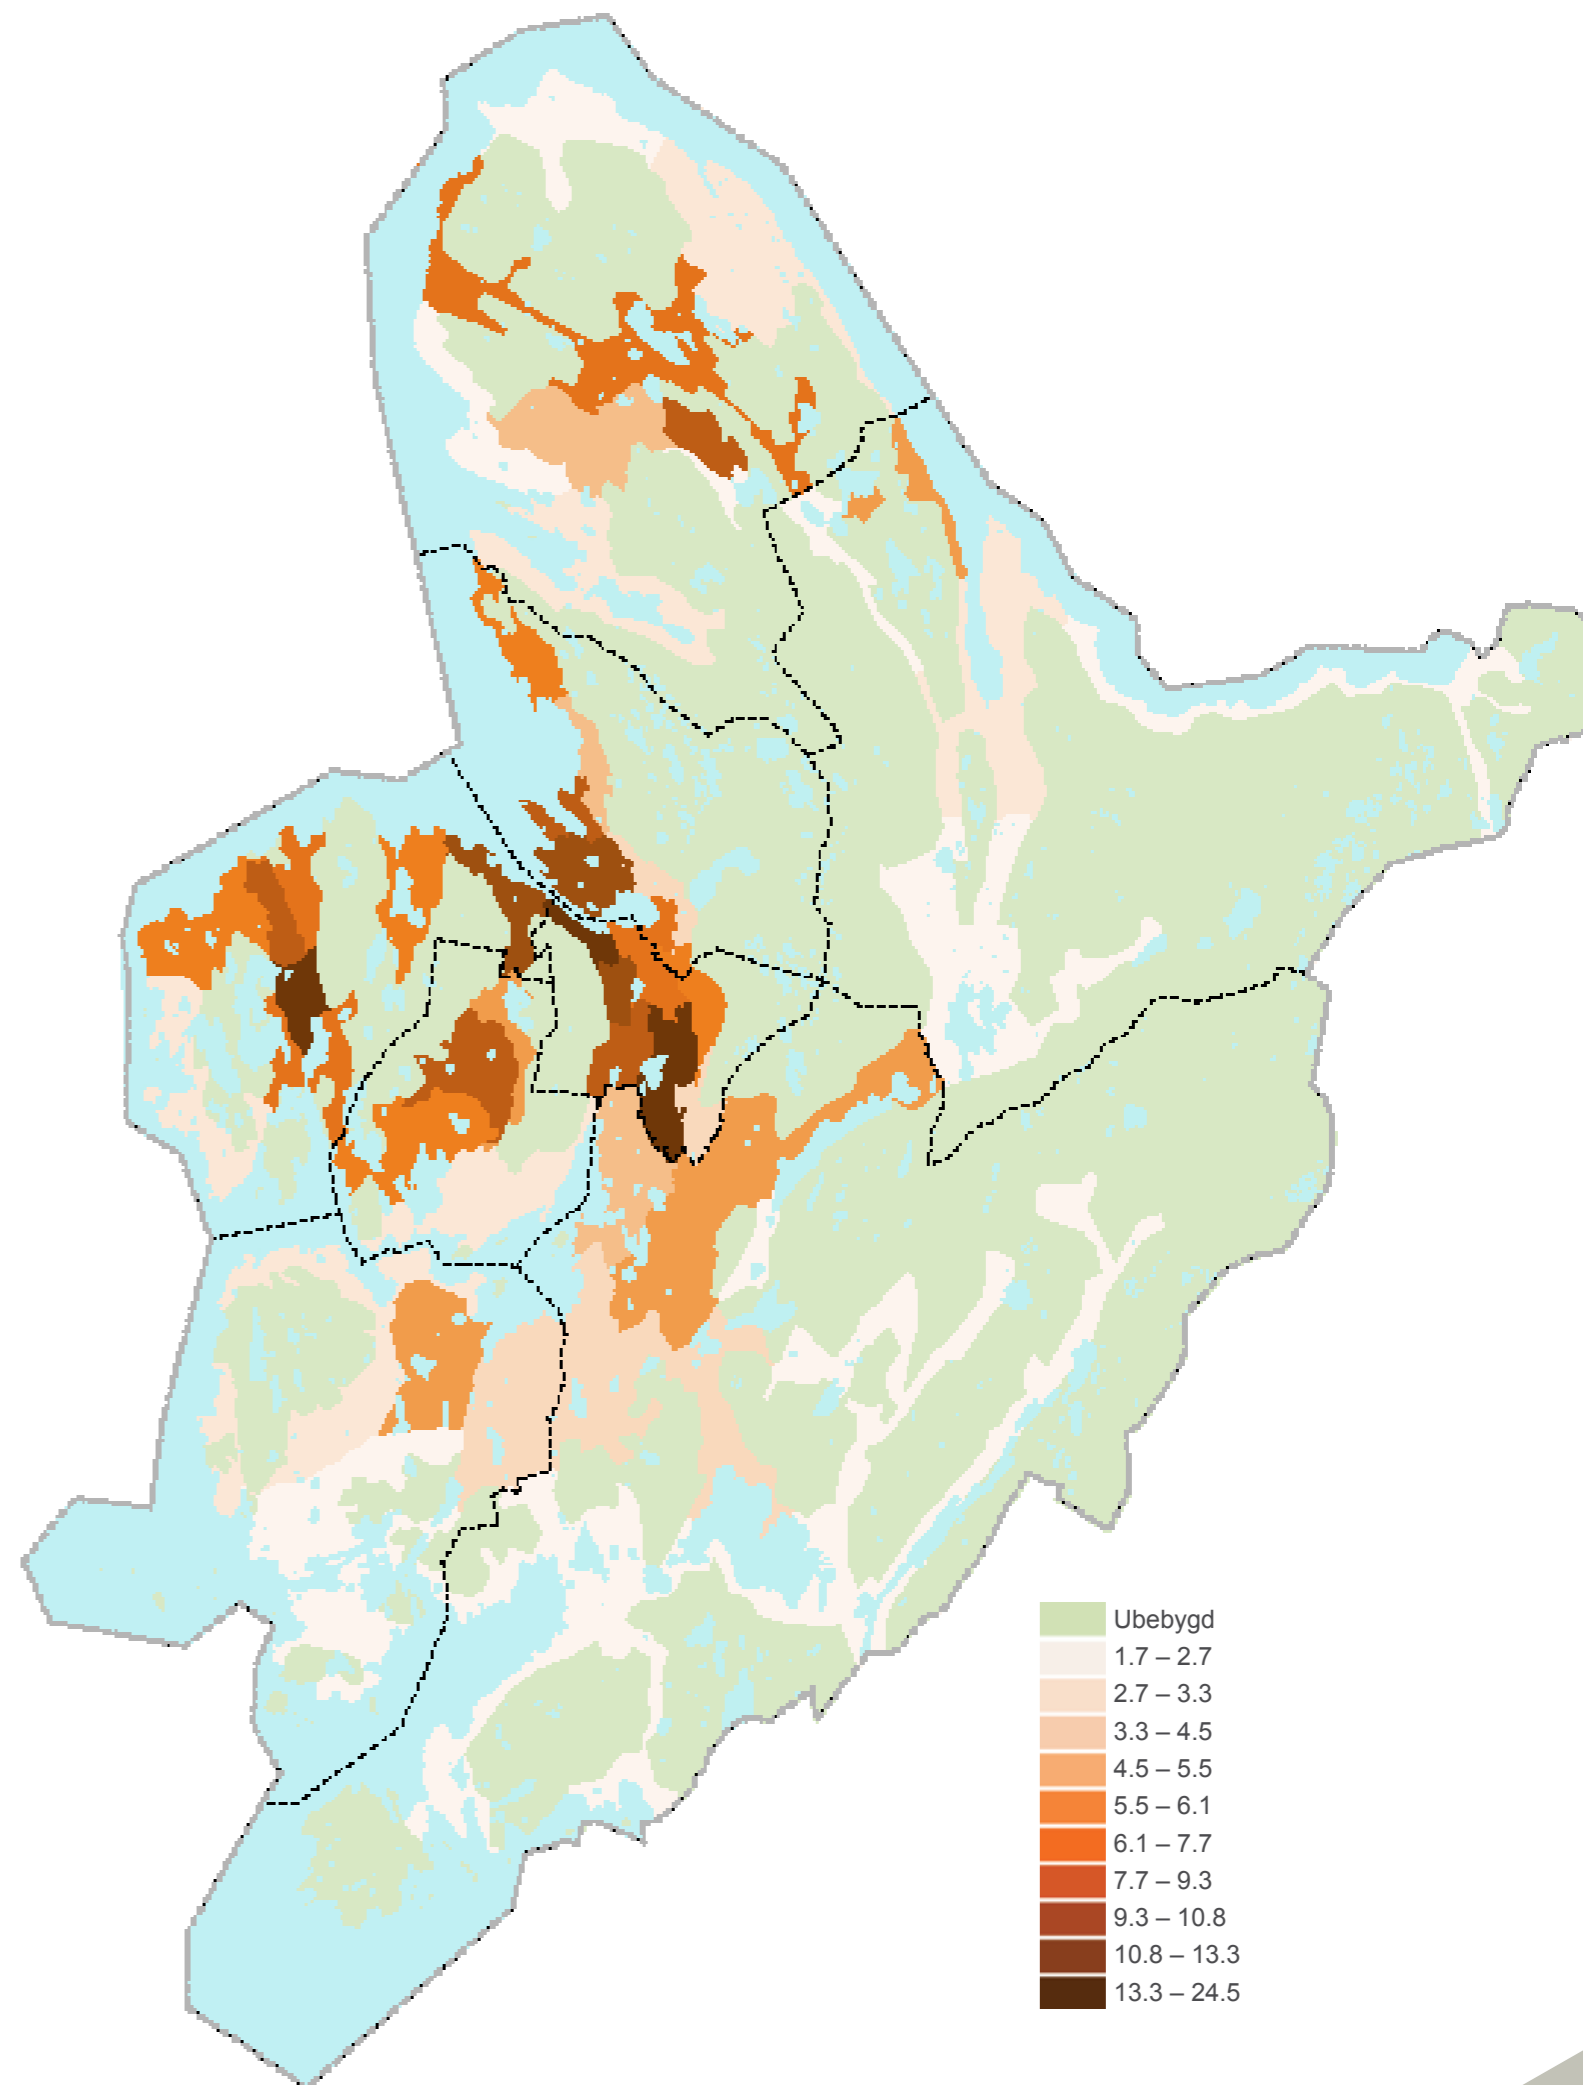 Ubebygd
1.7 – 2.7
2.7 – 3.3
3.3 – 4.5
4.5 – 5.5
5.5 – 6.1
6.1 – 7.7
7.7 – 9.3
9.3 – 10.8
10.8 – 13.3
13.3 – 24.5